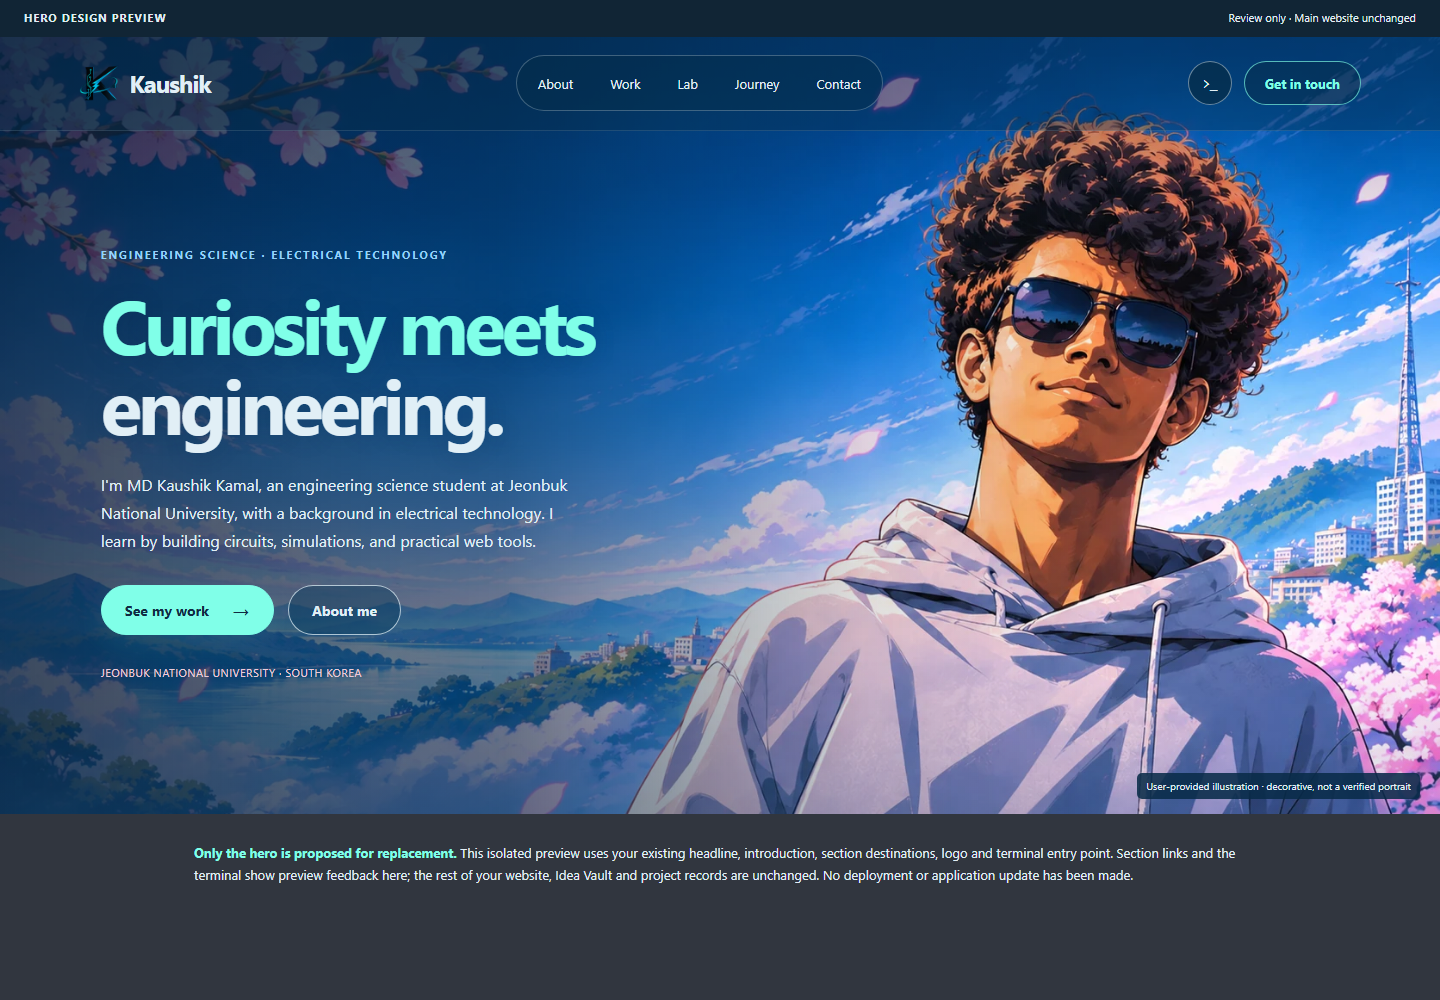 HERO DESIGN PREVIEW
Review only · Main website unchanged
Kaushik
About
Work
Lab
Journey
Contact
>_
Get in touch
ENGINEERING SCIENCE · ELECTRICAL TECHNOLOGY
Curiosity meets
engineering.
I'm MD Kaushik Kamal, an engineering science student at Jeonbuk
National University, with a background in electrical technology. I
learn by building circuits, simulations, and practical web tools.
See my work →
About me
JEONBUK NATIONAL UNIVERSITY · SOUTH KOREA
User-provided illustration · decorative, not a verified portrait
Only the hero is proposed for replacement. This isolated preview uses your existing headline, introduction, section destinations, logo and terminal entry point. Section links and the
terminal show preview feedback here; the rest of your website, Idea Vault and project records are unchanged. No deployment or application update has been made.